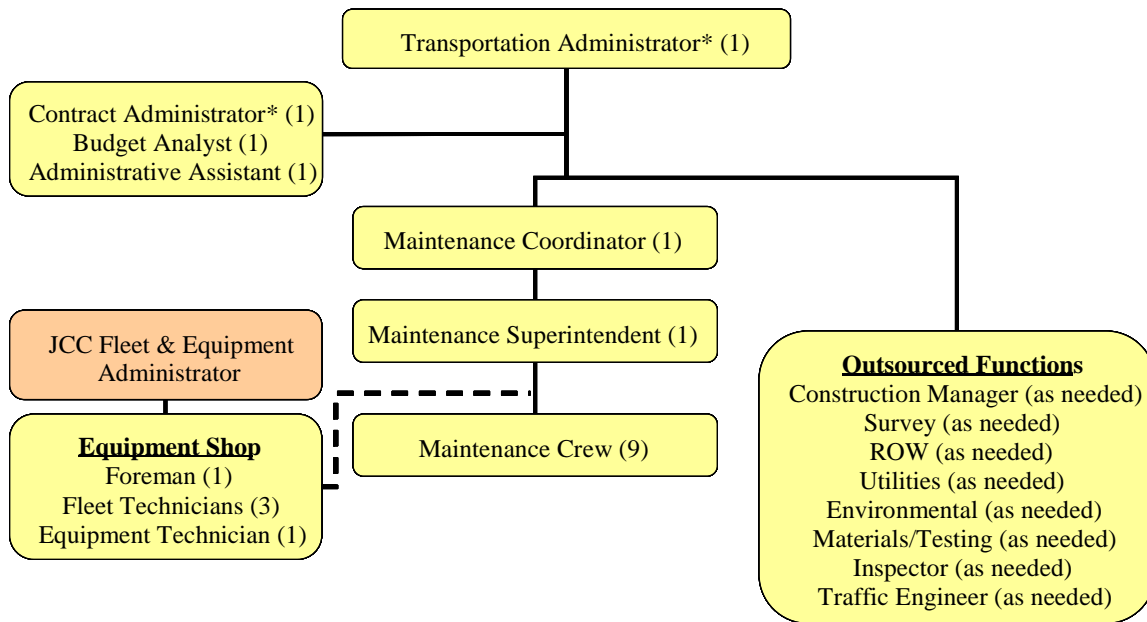 Transportation Administrator* (1)
Contract Administrator* (1)
Budget Analyst (1)
Administrative Assistant (1)
Maintenance Coordinator (1)
Maintenance Superintendent (1)
JCC Fleet & Equipment
Administrator
Equipment Shop
Foreman (1)
Fleet Technicians (3)
Equipment Technician (1)
Maintenance Crew (9)
Outsourced Functions
Construction Manager (as needed)
Survey (as needed)
ROW (as needed)
Utilities (as needed)
Environmental (as needed)
Materials/Testing (as needed)
Inspector (as needed)
Traffic Engineer (as needed)